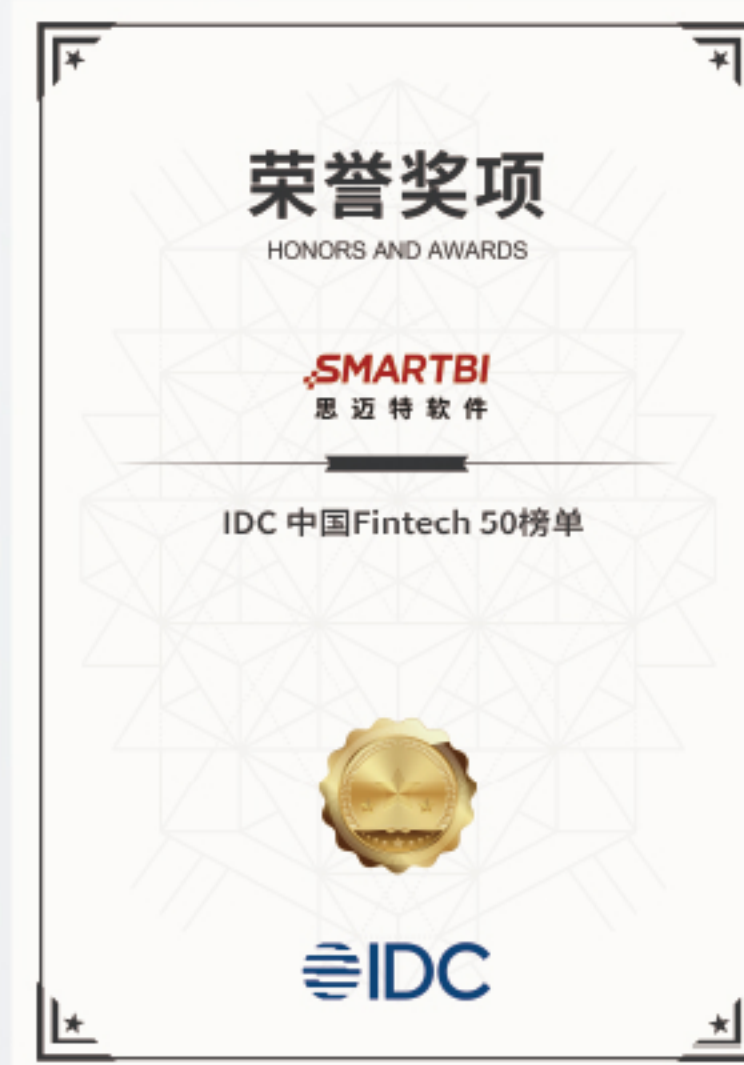 荣誉奖项
HONORS AND AWARDS
SMARTBI
思迈特软件
IDC 中国Fintech 50榜单
IDC